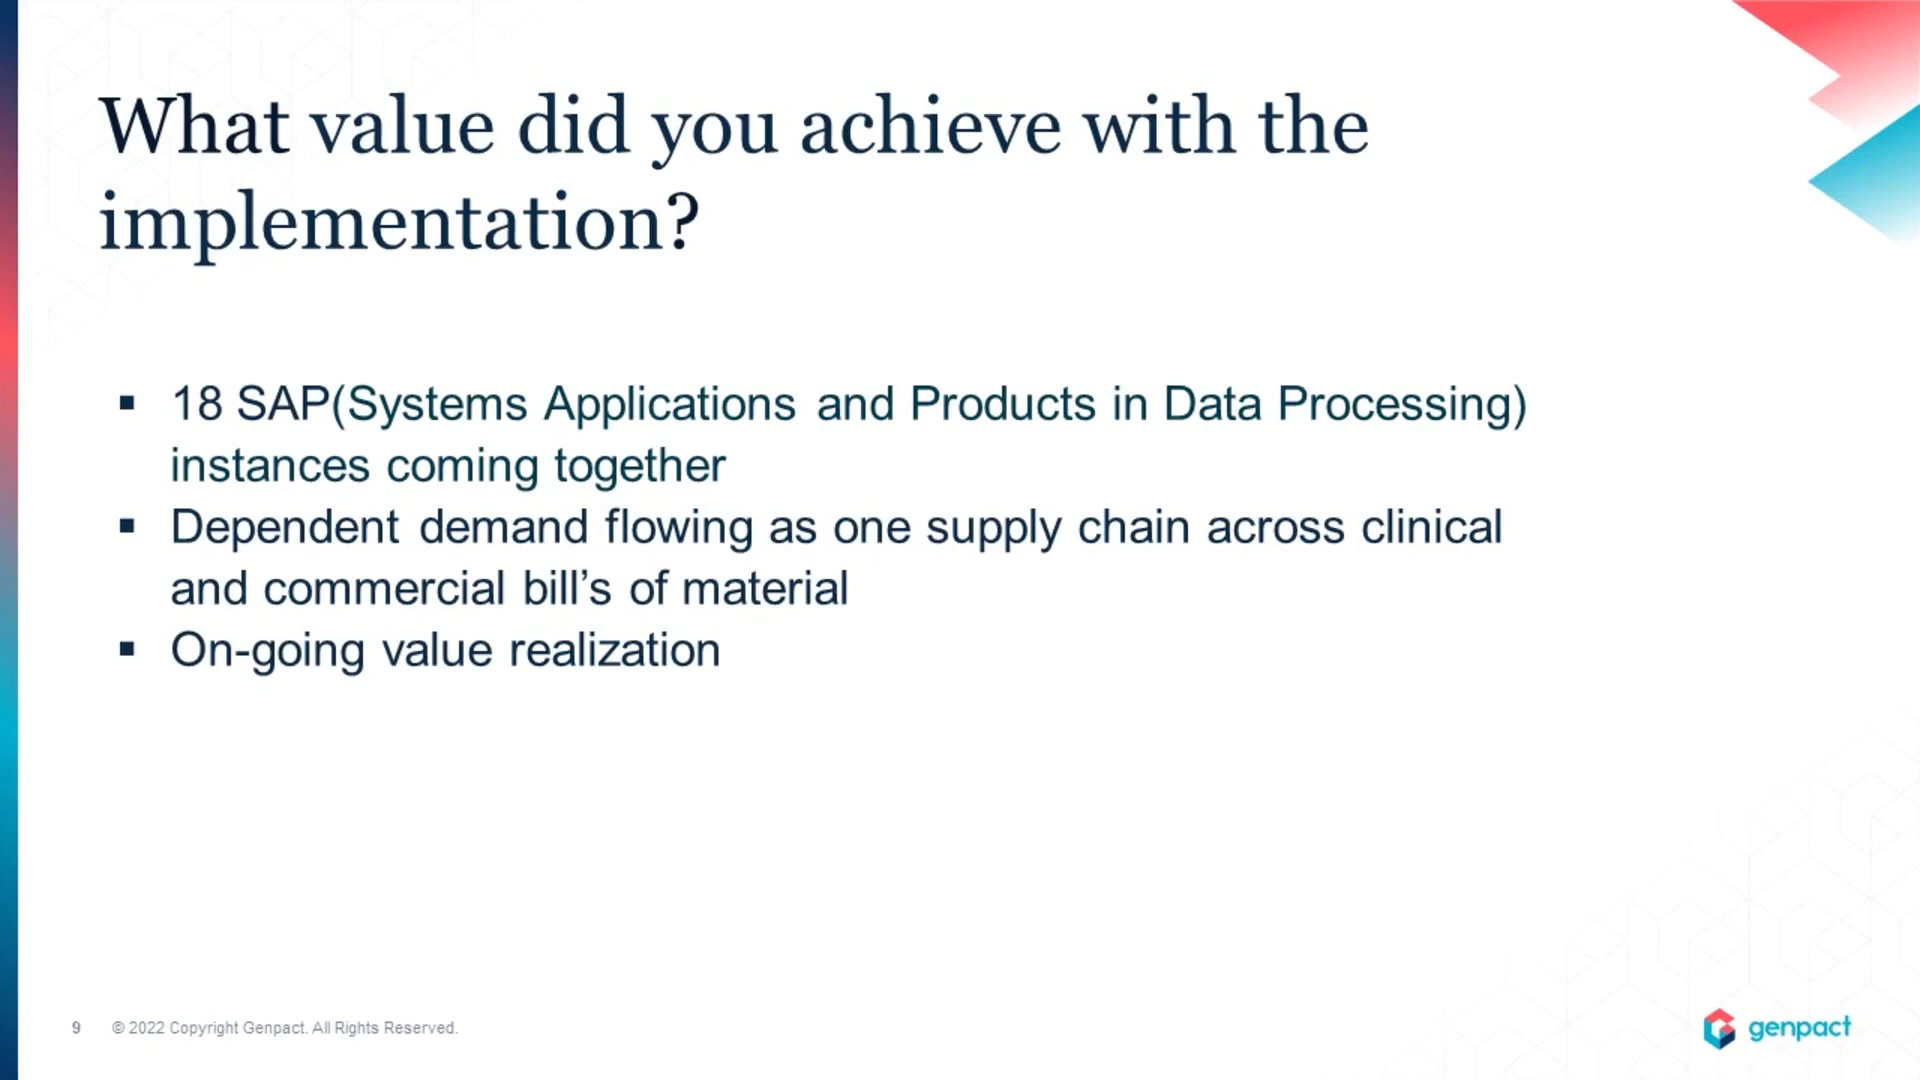 What value did you achieve with the
implementation?
▪ 18 SAP(Systems Applications and Products in Data Processing)
instances coming together
▪ Dependent demand flowing as one supply chain across clinical
and commercial bill’s of material
▪ On-going value realization
9 © 2022 Copyright Genpact. All Rights Reserved.
genpact